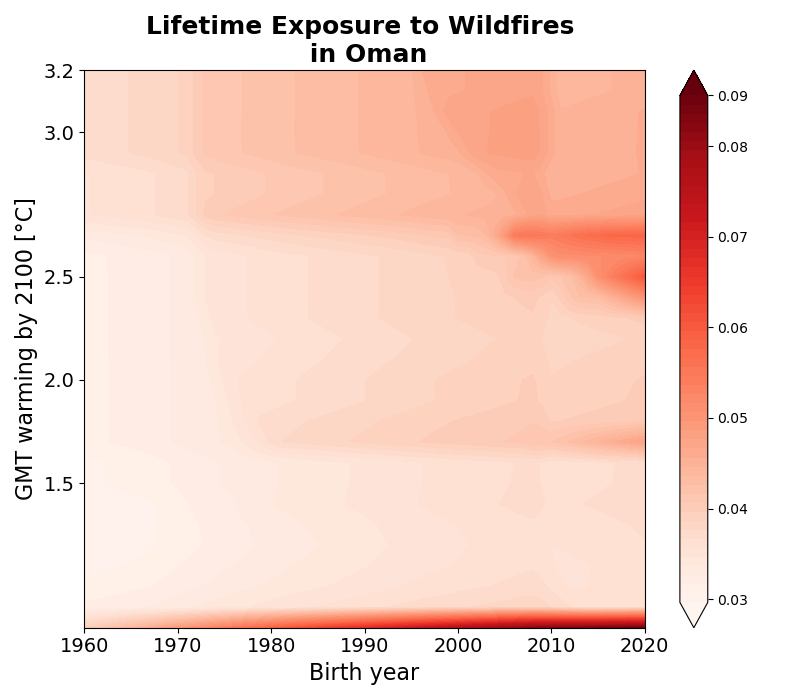 Lifetime Exposure to Wildfires
in Oman
3.2
3.0
2.5
2.0
1.5
GMT warming by 2100 [°C]
1960 1970 1980 1990 2000 2010 2020
Birth year
0.09
0.08
0.07
0.06
0.05
0.04
0.03